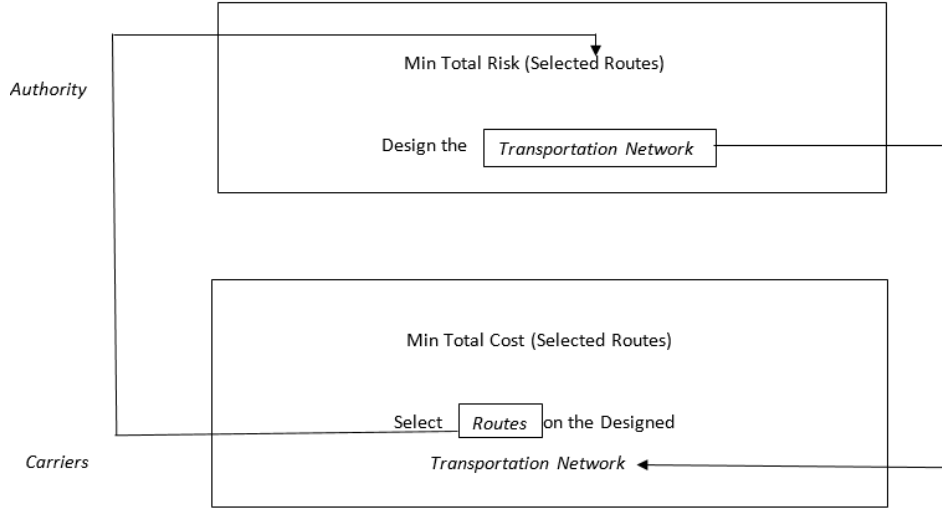 Min Total Risk (Selected Routes)
Authority
Design the Transportation Network
Min Total Cost (Selected Routes)
Select Routes on the Designed
Carriers
Transportation Network